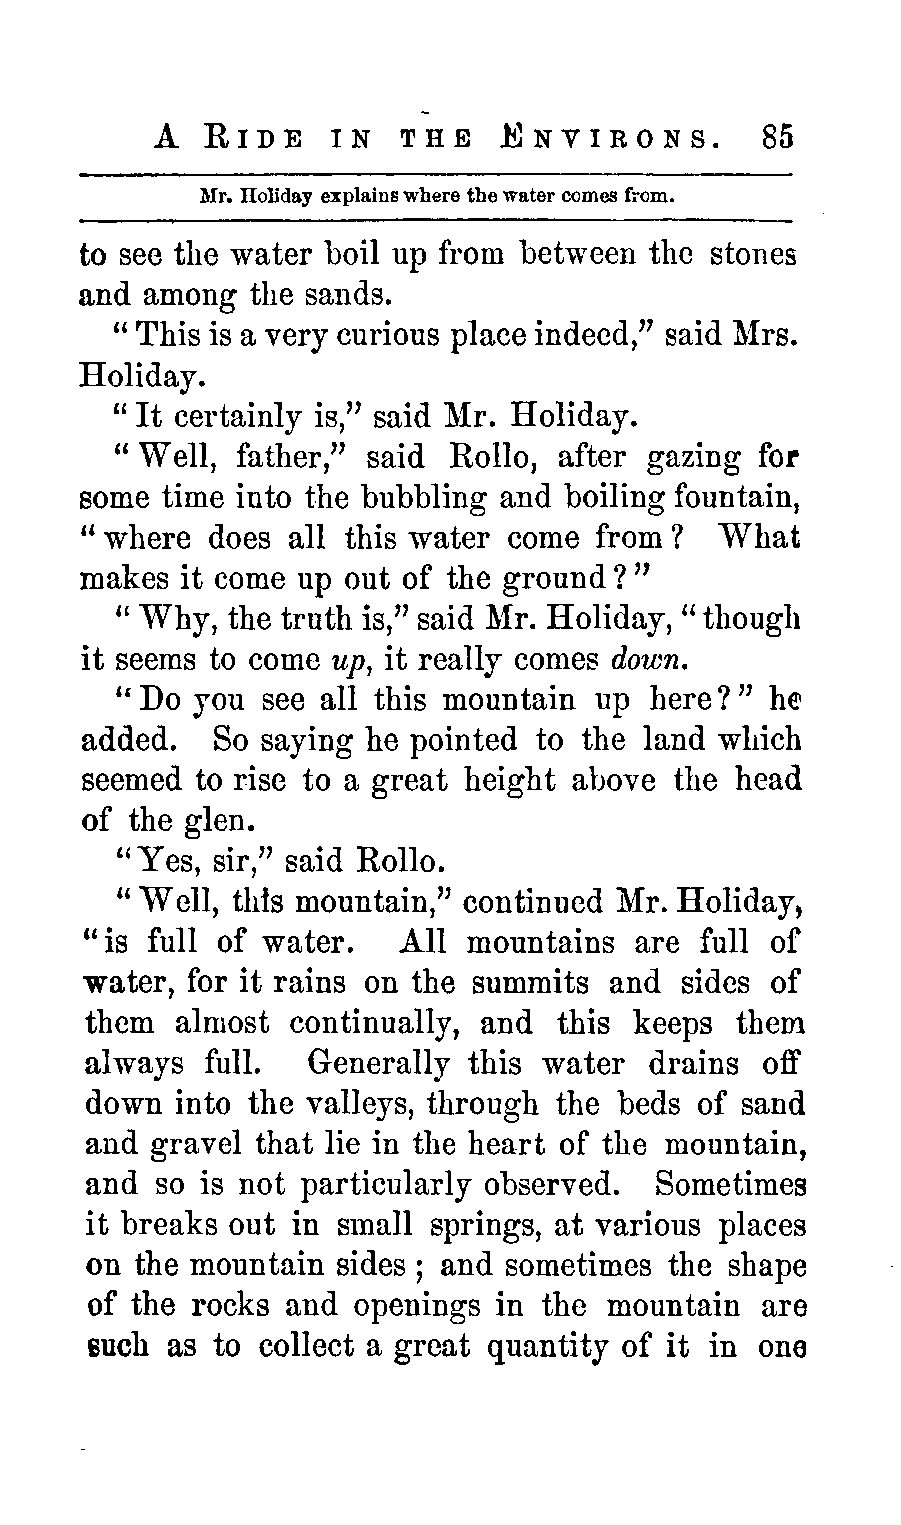 A RIDE IN THE ENVIRONS. 85
Mr. Holiday explains where the water comes from.
to see the water boil up from between the stones
and among the sands.
“This is a very curious place indeed,” said Mrs.
Holiday.
“It certainly is,” said Mr. Holiday.
“Well, father,” said Rollo, after gazing for
some time into the bubbling and boiling fountain,
“where does all this water come from? What
makes it come up out of the ground?”
“Why, the truth is,” said Mr. Holiday, “though
it seems to come up, it really comes down.
“Do you see all this mountain up here?” he
added. So saying he pointed to the land which
seemed to rise to a great height above the head
of the glen.
“Yes, sir,” said Rollo.
“Well, this mountain,” continued Mr. Holiday,
“is full of water. All mountains are full of
water, for it rains on the summits and sides of
them almost continually, and this keeps them
always full. Generally this water drains off
down into the valleys, through the beds of sand
and gravel that lie in the heart of the mountain,
and so is not particularly observed. Sometimes
it breaks out in small springs, at various places
on the mountain sides; and sometimes the shape
of the rocks and openings in the mountain are
such as to collect a great quantity of it in one